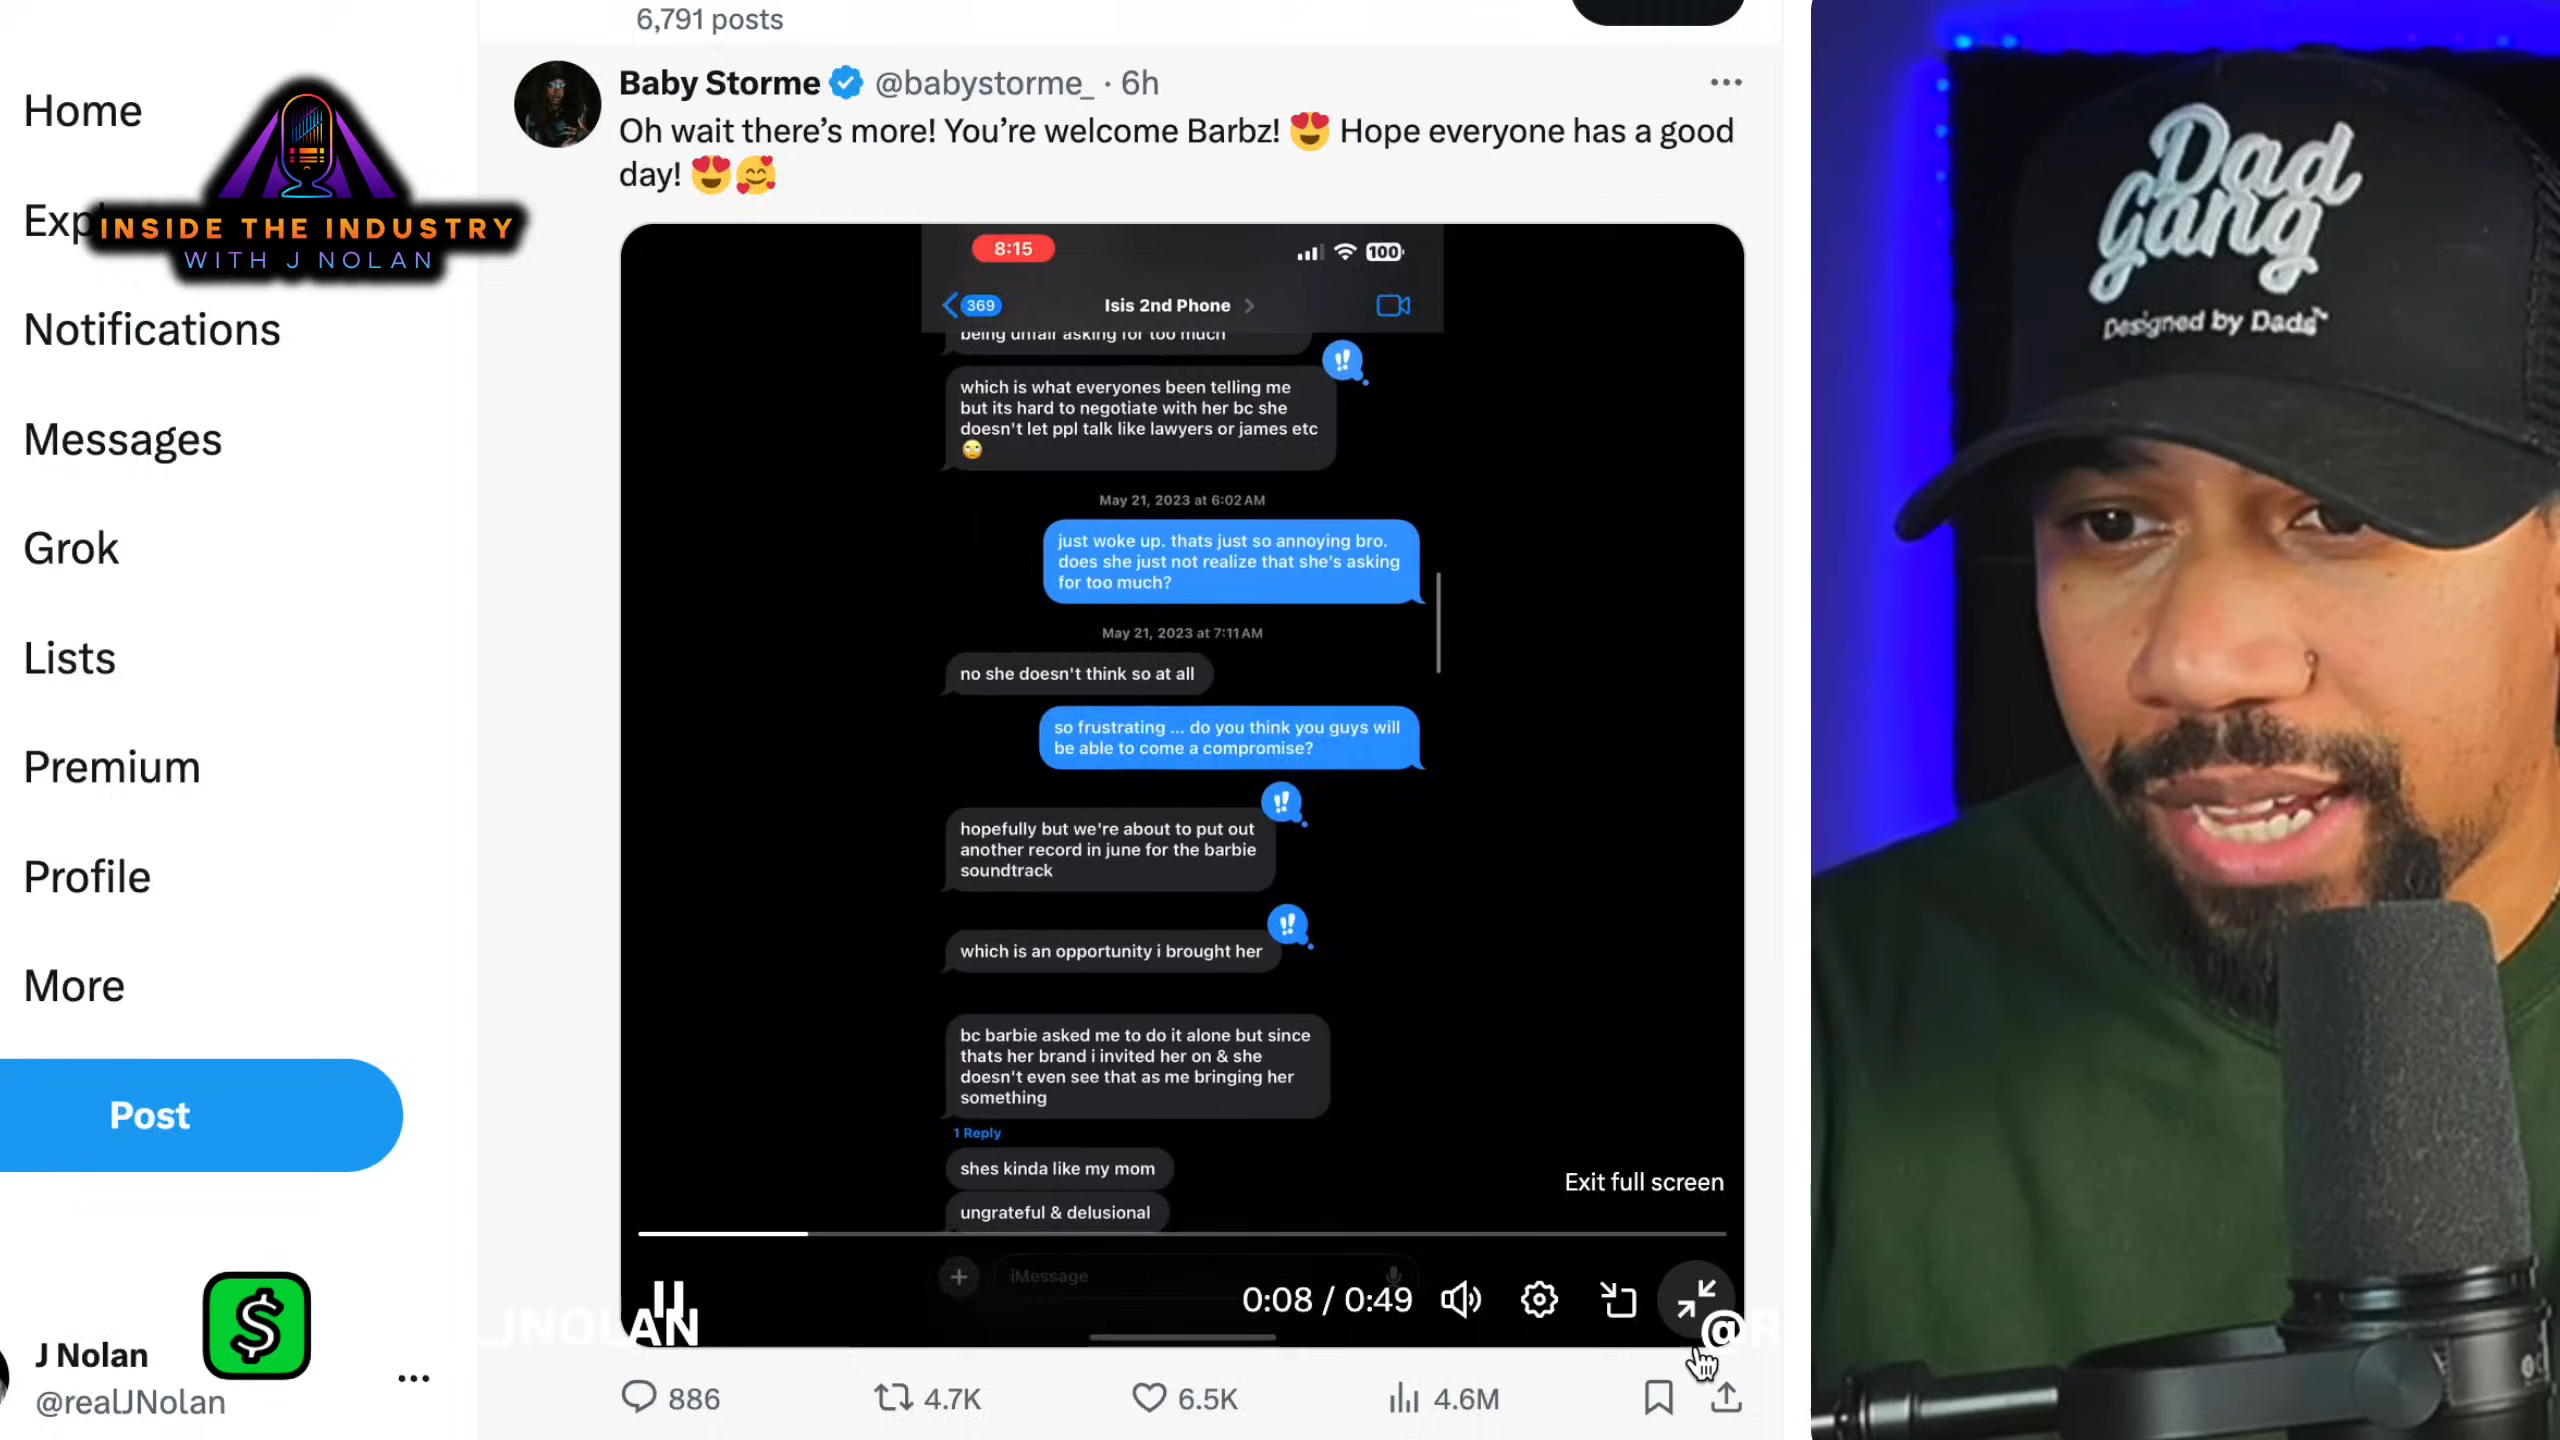 6,791 posts
Home
Baby Storme @babystorme_ · 6h
Oh wait there's more! You're welcome Barbz! 😍 Hope everyone has a good
day! 😍🥰
INSIDE THE INDUSTRY
WITH J NOLAN
Notifications
Messages
Grok
Lists
Premium
Profile
More
Post
J Nolan
@realJNolan
8:15
100
369
Isis 2nd Phone
being unfair asking for too much
which is what everyones been telling me
but its hard to negotiate with her bc she
doesn't let ppl talk like lawyers or james etc
🙄
May 21, 2023 at 6:02 AM
just woke up. thats just so annoying bro.
does she just not realize that she's asking
for too much?
May 21, 2023 at 7:11 AM
no she doesn't think so at all
so frustrating ... do you think you guys will
be able to come a compromise?
hopefully but we're about to put out
another record in june for the barbie
soundtrack
which is an opportunity i brought her
bc barbie asked me to do it alone but since
thats her brand i invited her on & she
doesn't even see that as me bringing her
something
1 Reply
shes kinda like my mom
ungrateful & delusional
iMessage
Exit full screen
0:08 / 0:49
JNOLAN
@R
886
4.7K
6.5K
4.6M
Dad
Gang
Designed by Dads™